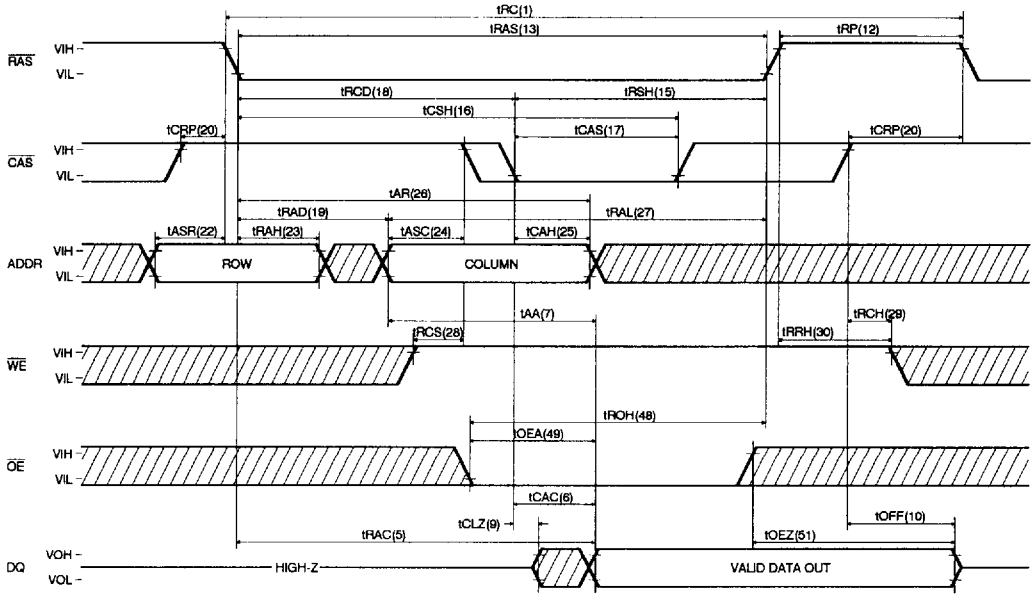 tRC(1)
tRAS(13) tRP(12)
RAS VIH
VIL
tRCD(18) tRSH(15)
tCSH(16)
tCRP(20) tCAS(17) tCRP(20)
CAS VIH
VIL
tAR(26)
tRAD(19) tRAL(27)
tASR(22) tRAH(23) tASC(24) tCAH(25)
ADDR VIH
VIL
ROW COLUMN
tAA(7) tRCH(29)
tRCS(28) tRRH(30)
WE VIH
VIL
tROH(48)
tOEA(49)
OE VIH
VIL
tCAC(6)
tCLZ(9) tOFF(10)
tRAC(5) tOEZ(51)
DQ VOH
VOL
HIGH-Z VALID DATA OUT